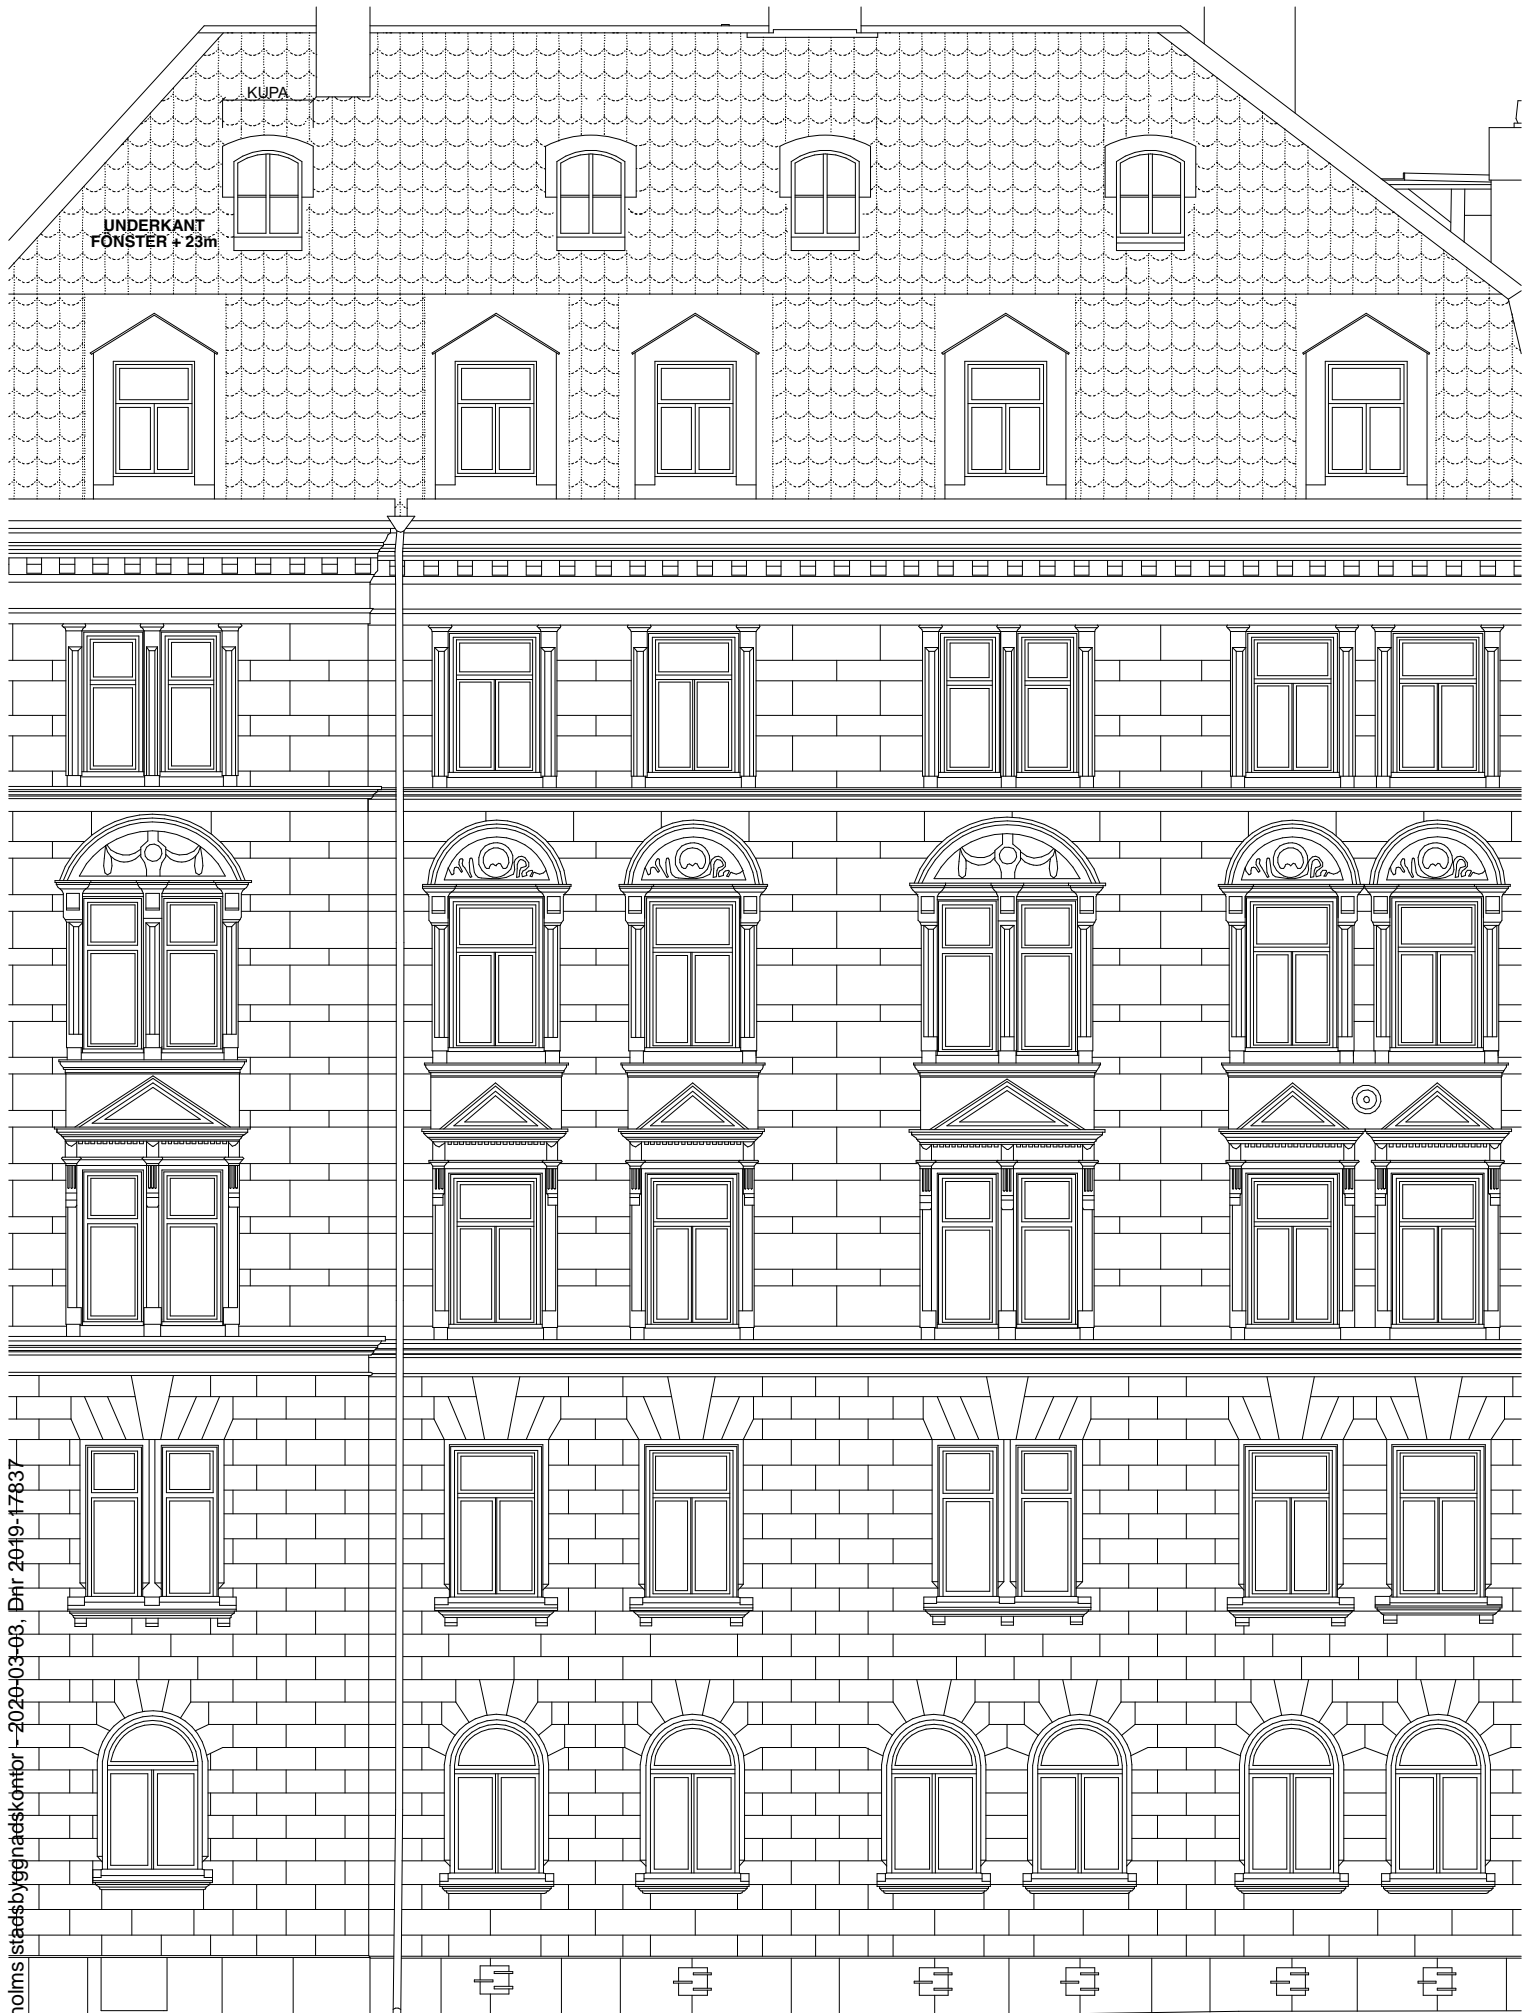 KUPA
UNDERKANT
FÖNSTER + 23m
holms stadsbyggnadskontor - 2020-03-03, Dnr 2019-17837